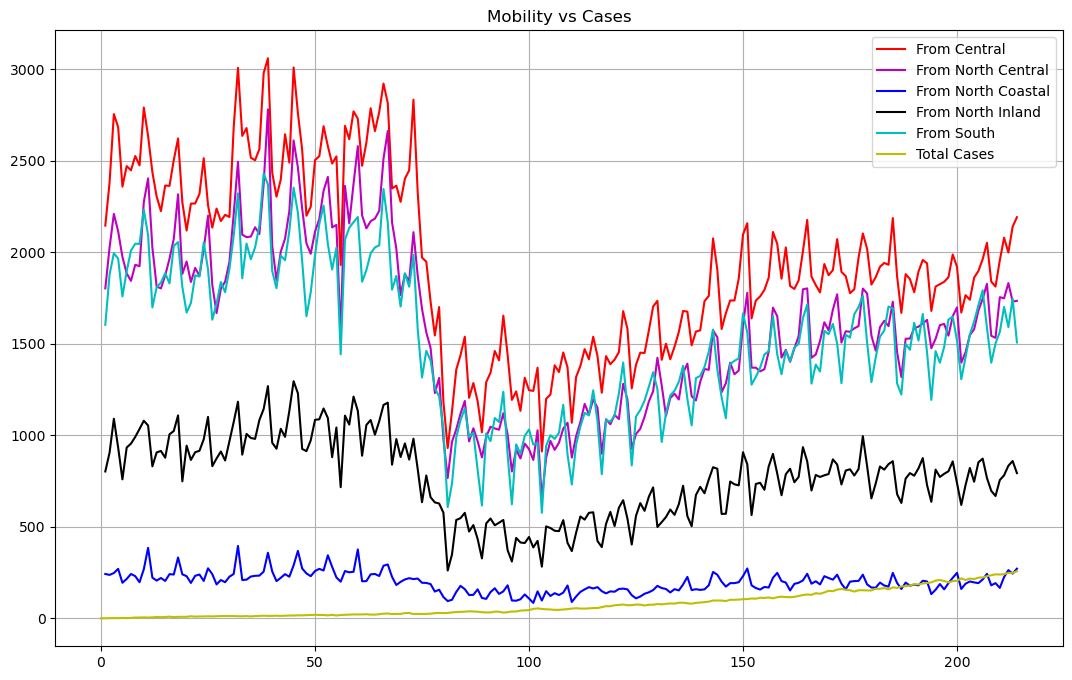 Mobility vs Cases
From Central
From North Central
From North Coastal
From North Inland
From South
Total Cases
3000
2500
2000
1500
1000
500
0
0 50 100 150 200